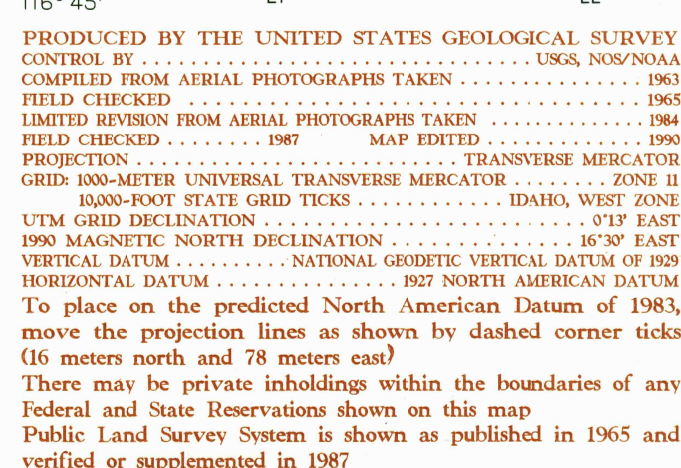 116° 45'
PRODUCED BY THE UNITED STATES GEOLOGICAL SURVEY
CONTROL BY . . . . . . . . . . . . . . . . . . . . . . . . . . . . . . . . . USGS, NOS/NOAA
COMPILED FROM AERIAL PHOTOGRAPHS TAKEN . . . . . . . . . . . . . . . . 1963
FIELD CHECKED . . . . . . . . . . . . . . . . . . . . . . . . . . . . . . . . . . . . . . 1965
LIMITED REVISION FROM AERIAL PHOTOGRAPHS TAKEN . . . . . . . . . . . . . 1984
FIELD CHECKED . . . . . . . . 1987 MAP EDITED . . . . . . . . . . . . . 1990
PROJECTION . . . . . . . . . . . . . . . . . . . . . . . . . . . . . . . TRANSVERSE MERCATOR
GRID: 1000-METER UNIVERSAL TRANSVERSE MERCATOR . . . . . . . . ZONE 11
10,000-FOOT STATE GRID TICKS . . . . . . . . . . . . IDAHO, WEST ZONE
UTM GRID DECLINATION . . . . . . . . . . . . . . . . . . . . . . . . . . . . 0°13' EAST
1990 MAGNETIC NORTH DECLINATION . . . . . . . . . . . . . . . . 16°30' EAST
VERTICAL DATUM . . . . . . . . . . NATIONAL GEODETIC VERTICAL DATUM OF 1929
HORIZONTAL DATUM . . . . . . . . . . . . . . . 1927 NORTH AMERICAN DATUM
To place on the predicted North American Datum of 1983,
move the projection lines as shown by dashed corner ticks
(16 meters north and 78 meters east)
There may be private inholdings within the boundaries of any
Federal and State Reservations shown on this map
Public Land Survey System is shown as published in 1965 and
verified or supplemented in 1987